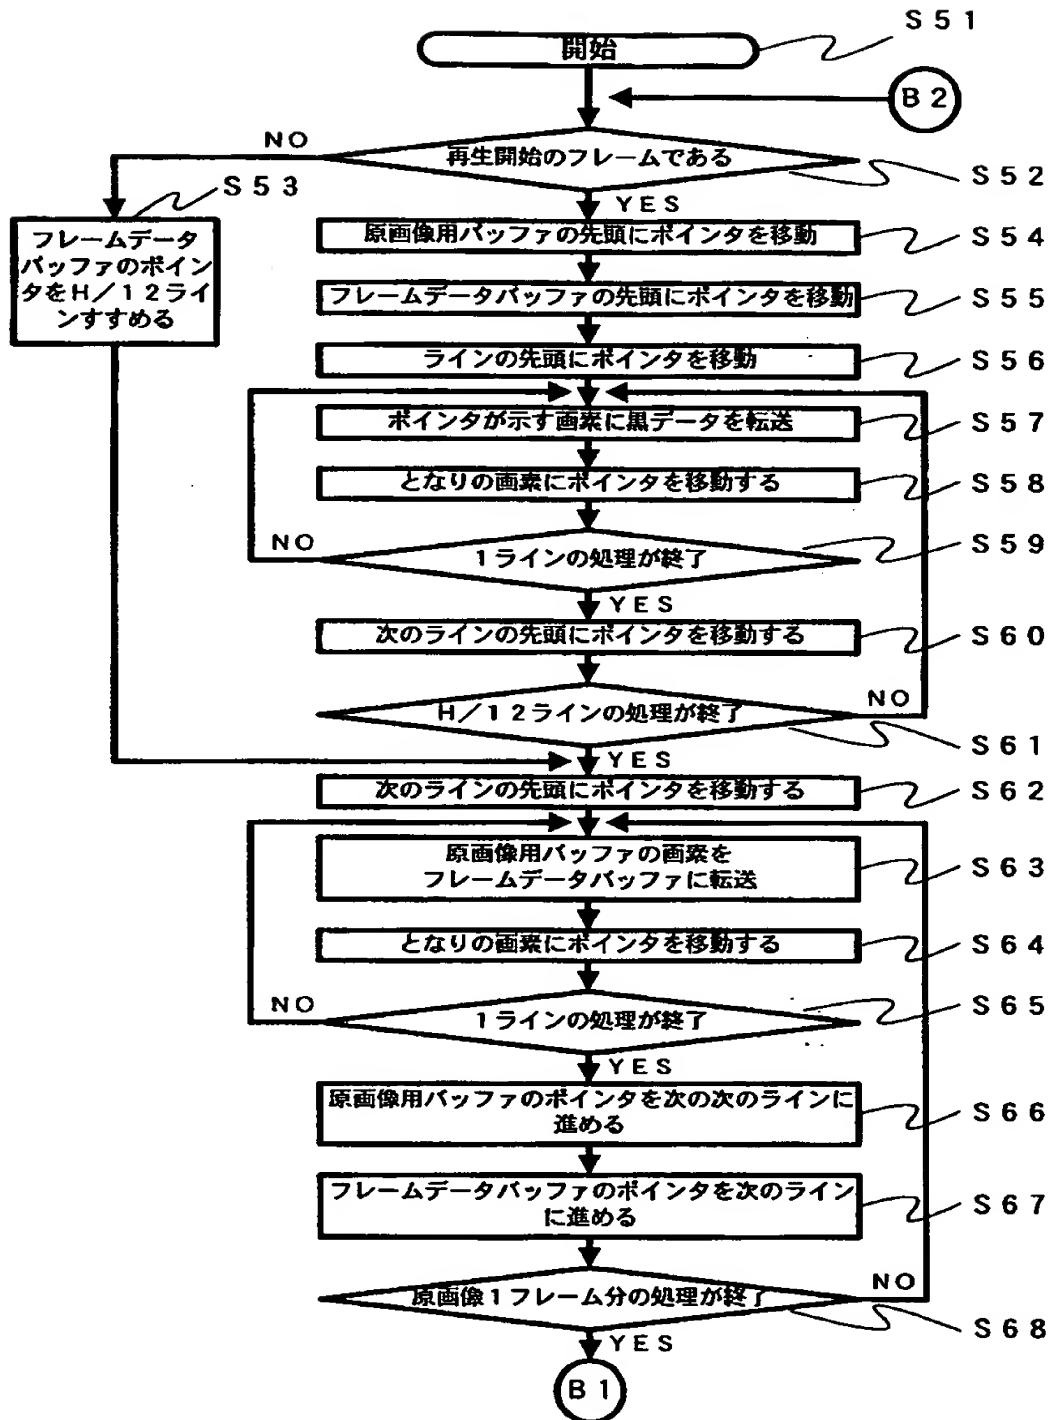 S51
開始
B2
NO
再生開始のフレームである
S52
S53
YES
フレームデータ
バッファのポイン
タをH/12ライ
ンすすめる
原画像用バッファの先頭にポインタを移動
S54
フレームデータバッファの先頭にポインタを移動
S55
ラインの先頭にポインタを移動
S56
ポインタが示す画素に黒データを転送
S57
となりの画素にポインタを移動する
S58
NO
1ラインの処理が終了
S59
YES
次のラインの先頭にポインタを移動する
S60
H/12ラインの処理が終了
NO
S61
YES
次のラインの先頭にポインタを移動する
S62
原画像用バッファの画素を
フレームデータバッファに転送
S63
となりの画素にポインタを移動する
S64
NO
1ラインの処理が終了
S65
YES
原画像用バッファのポインタを次の次のラインに
進める
S66
フレームデータバッファのポインタを次のライン
に進める
S67
原画像1フレーム分の処理が終了
NO
S68
YES
B1